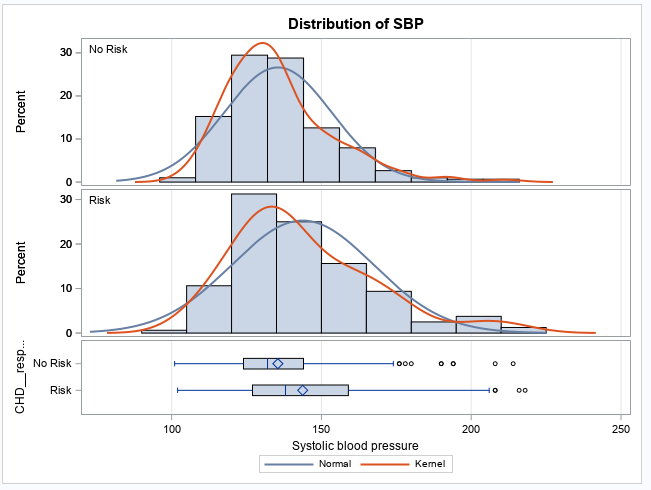 Distribution of SBP
No Risk
Percent
30
20
10
0
Risk
Percent
30
20
10
0
CHD__resp...
No Risk
Risk
100 150 200 250
Systolic blood pressure
Normal Kernel